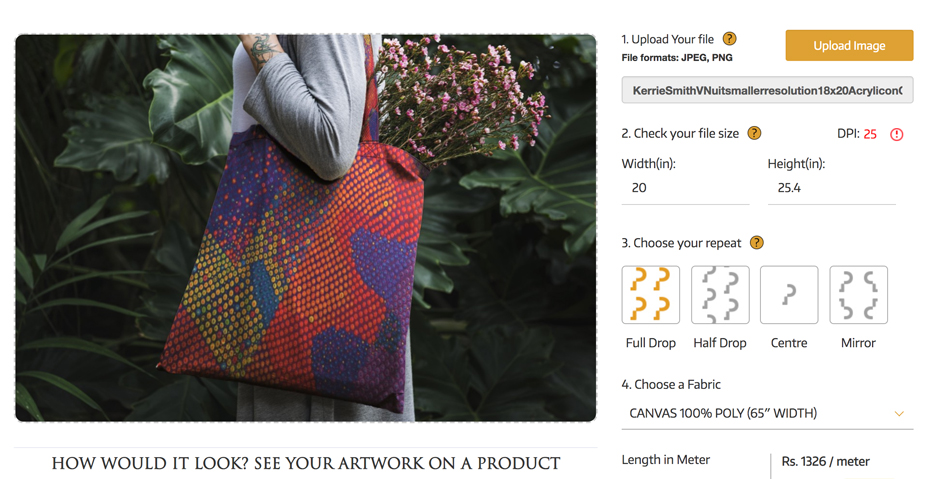 1. Upload Your file ?
Upload Image
File formats: JPEG, PNG
KerrieSmithVNuitsmallerresolution18x20Acrylicon(
2. Check your file size ?
DPI: 25 !
Width(in):
Height(in):
20
25.4
3. Choose your repeat ?
Full Drop
Half Drop
Centre
Mirror
4. Choose a Fabric
CANVAS 100% POLY (65” WIDTH)
HOW WOULD IT LOOK? SEE YOUR ARTWORK ON A PRODUCT
Length in Meter
Rs. 1326 / meter